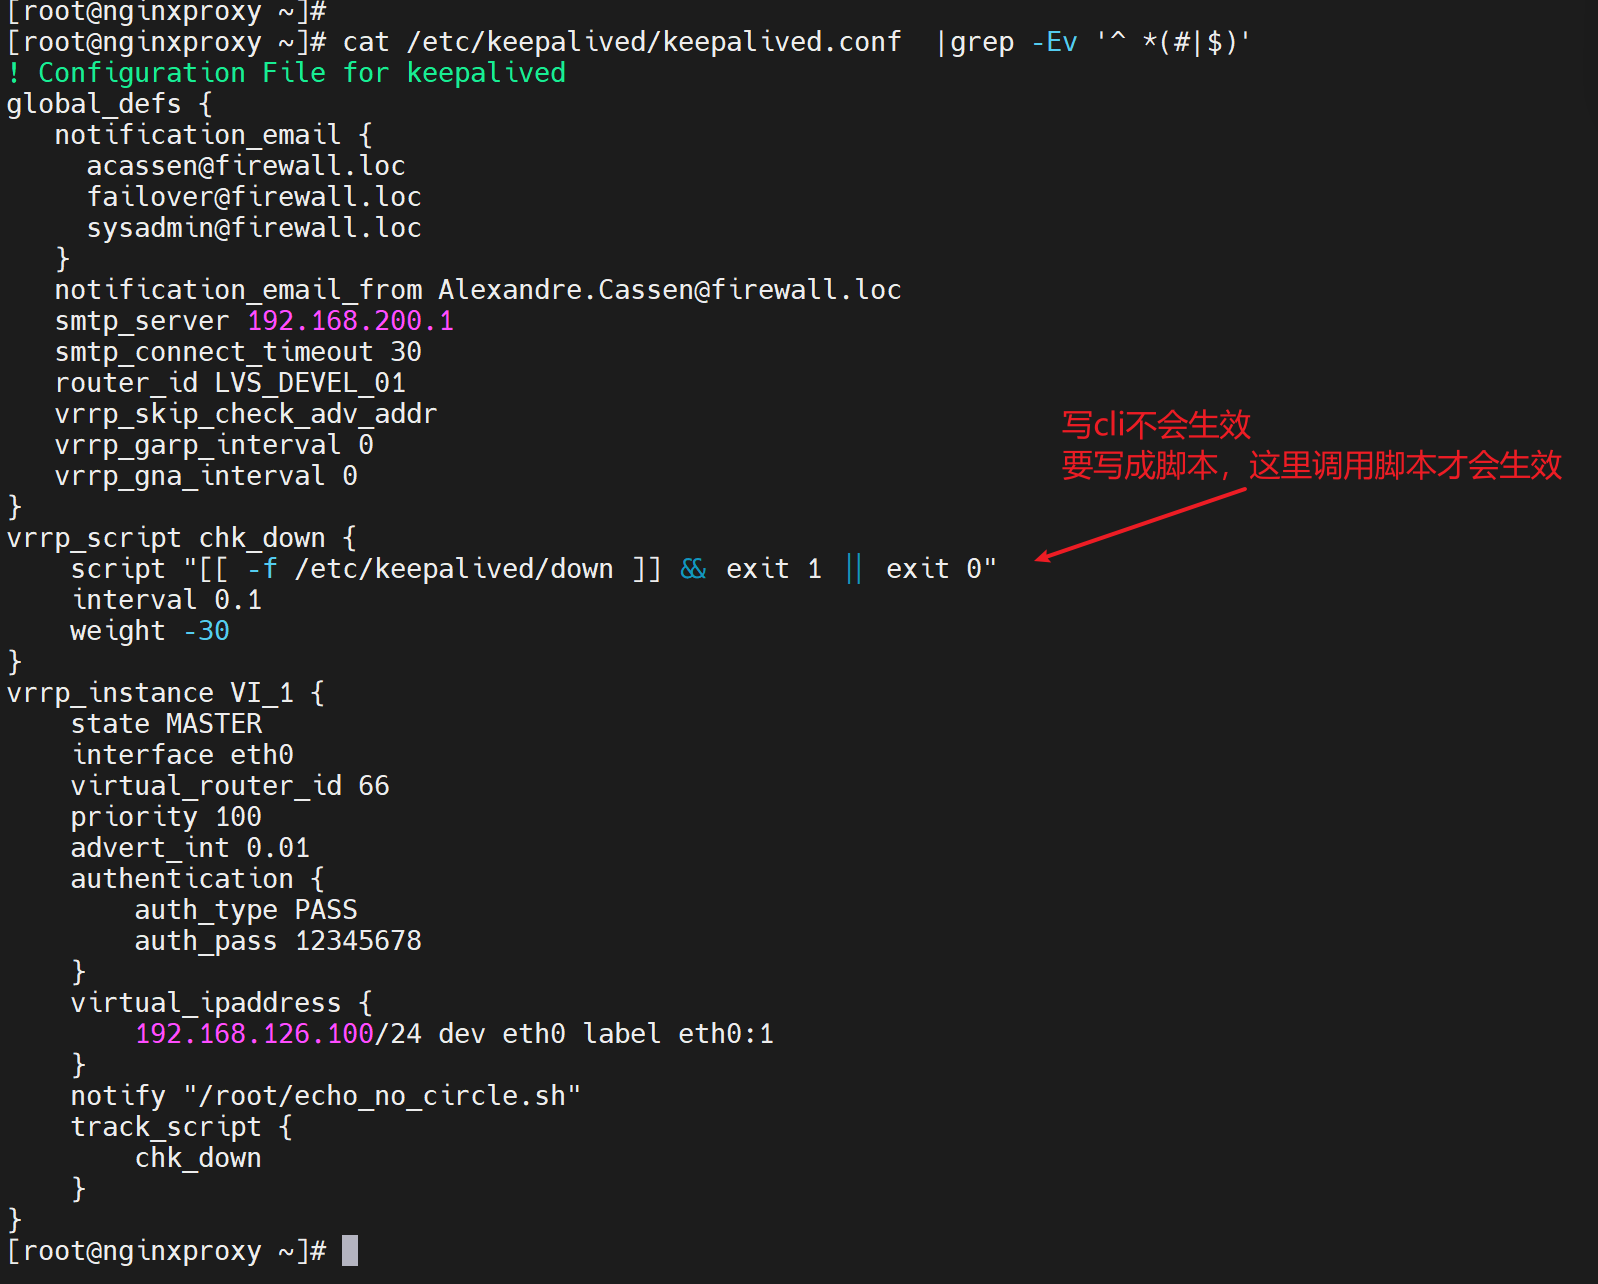 [root@nginxproxy ~]#
[root@nginxproxy ~]# cat /etc/keepalived/keepalived.conf  |grep -Ev '^ *(#|$)'
! Configuration File for keepalived
global_defs {
   notification_email {
     acassen@firewall.loc
     failover@firewall.loc
     sysadmin@firewall.loc
   }
   notification_email_from Alexandre.Cassen@firewall.loc
   smtp_server 192.168.200.1
   smtp_connect_timeout 30
   router_id LVS_DEVEL_01
   vrrp_skip_check_adv_addr
   vrrp_garp_interval 0
   vrrp_gna_interval 0
}
写cli不会生效
要写成脚本，这里调用脚本才会生效
vrrp_script chk_down {
    script "[[ -f /etc/keepalived/down ]] && exit 1 || exit 0"
    interval 0.1
    weight -30
}
vrrp_instance VI_1 {
    state MASTER
    interface eth0
    virtual_router_id 66
    priority 100
    advert_int 0.01
    authentication {
        auth_type PASS
        auth_pass 12345678
    }
    virtual_ipaddress {
        192.168.126.100/24 dev eth0 label eth0:1
    }
    notify "/root/echo_no_circle.sh"
    track_script {
        chk_down
    }
}
[root@nginxproxy ~]#